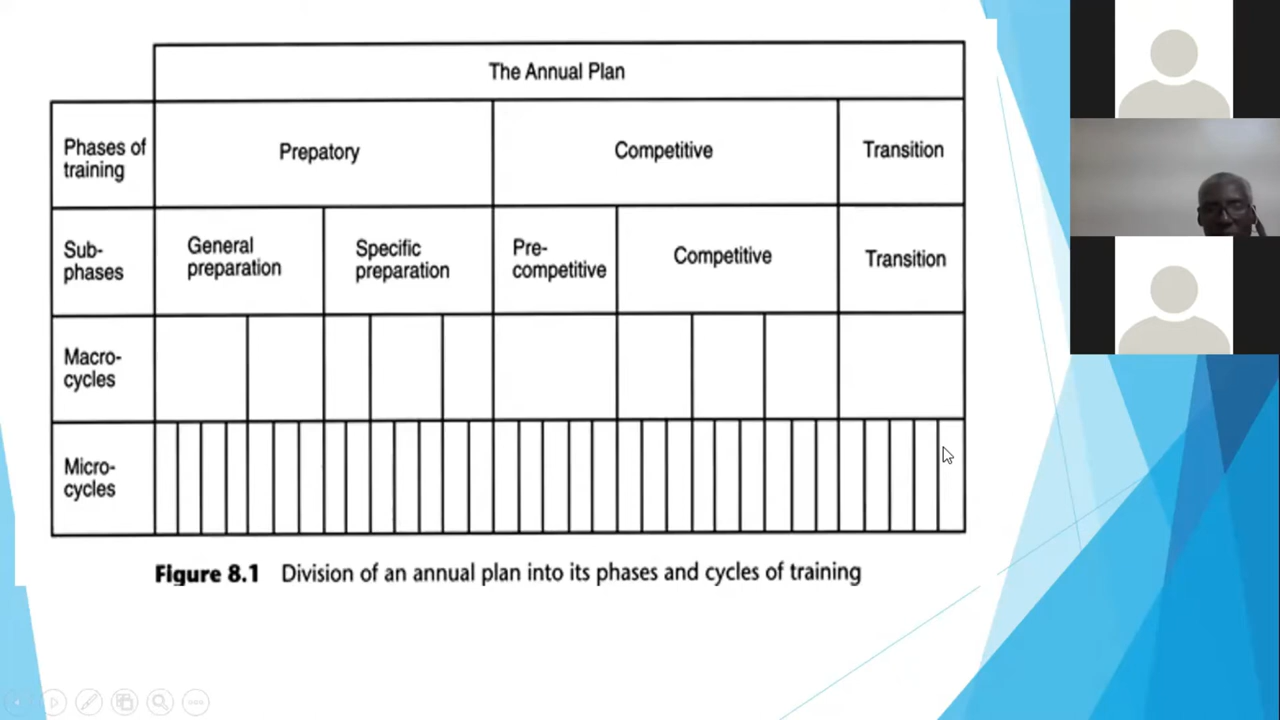 The Annual Plan
Phases of
training
Prepatory
Competitive
Transition
Sub-
phases
General
preparation
Specific
preparation
Pre-
competitive
Competitive
Transition
Macro-
cycles
Micro-
cycles
Figure 8.1 Division of an annual plan into its phases and cycles of training